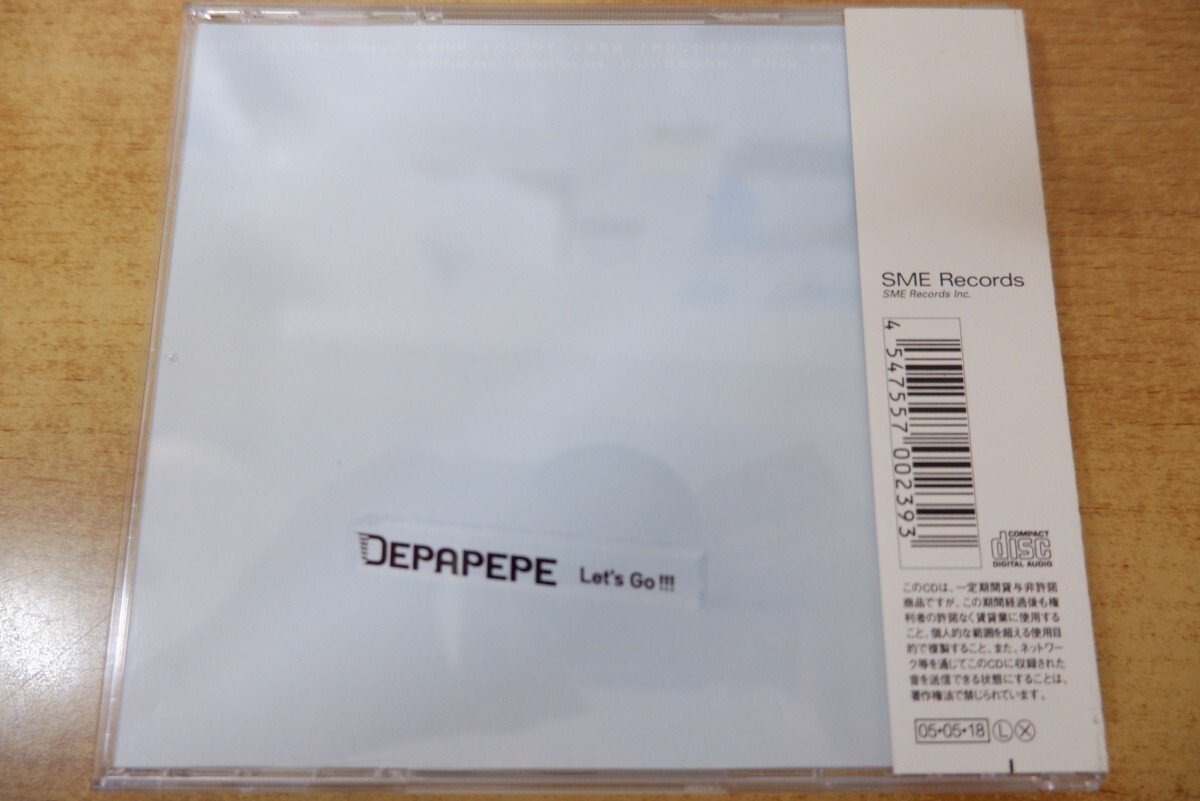 SME Records
SME Records Inc.
4 547557 002393
COMPACT
disc
DIGITAL AUDIO
DEPAPEPE Let's Go!!!
このCDは、一定期間貸与非許諾
商品ですが、この期間経過後も権
利者の許諾なく賃貸業に使用する
こと、個人的な範囲を超える使用目
的で複製すること、また、ネットワー
ク等を通じてこのCDに収録された
音を送信できる状態にすることは、
著作権法で禁じられています。
05・05・18 L X